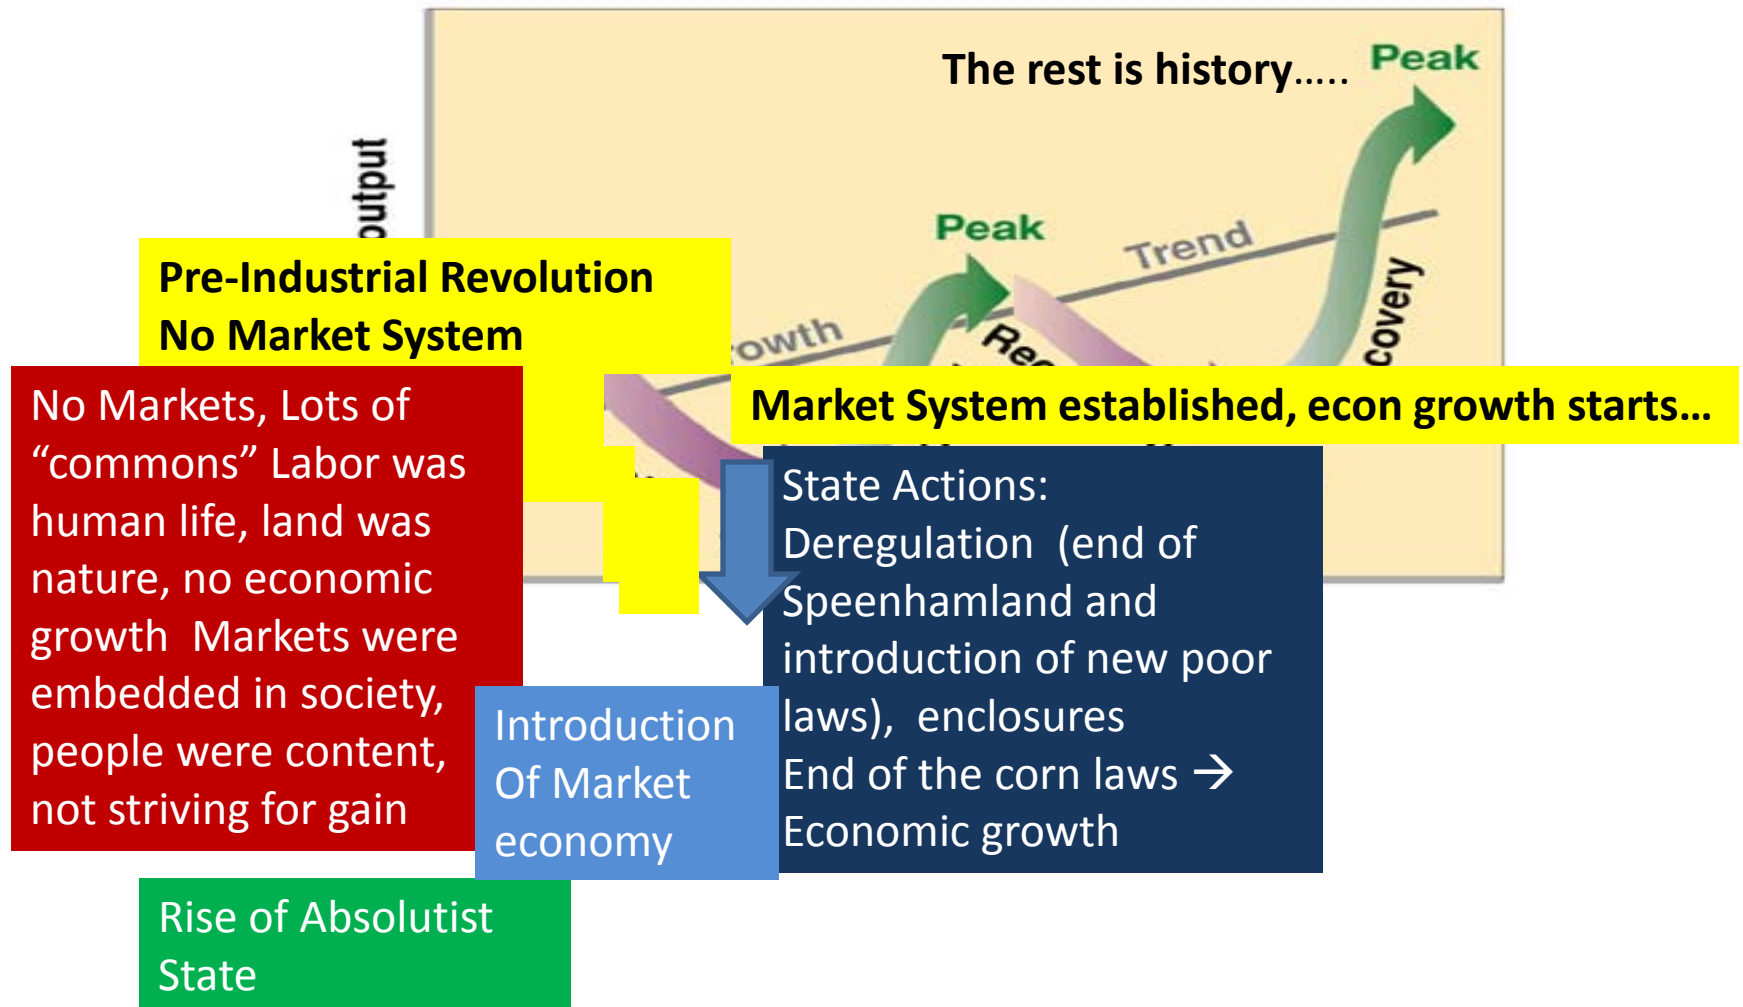 The rest is history.....
Peak
output
Peak
Trend
Pre-Industrial Revolution
No Market System
Market System established, econ growth starts...
No Markets, Lots of
“commons” Labor was
human life, land was
nature, no economic
growth  Markets were
embedded in society,
people were content,
not striving for gain
State Actions:
Deregulation  (end of
Speenhamland and
introduction of new poor
laws),  enclosures
End of the corn laws →
Economic growth
Introduction
Of Market
economy
Rise of Absolutist
State